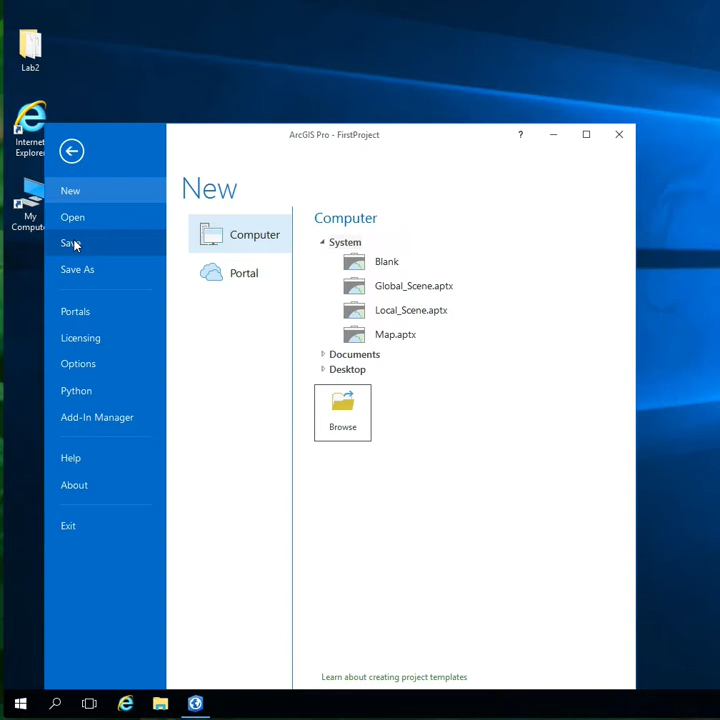 Lab2
Internet
Explorer
My
Compute
ArcGIS Pro - FirstProject
?
New
Open
Save
Save As
Portals
Licensing
Options
Python
Add-In Manager
Help
About
Exit
New
Computer
Portal
Computer
System
Blank
Global_Scene.aptx
Local_Scene.aptx
Map.aptx
Documents
Desktop
Browse
Learn about creating project templates